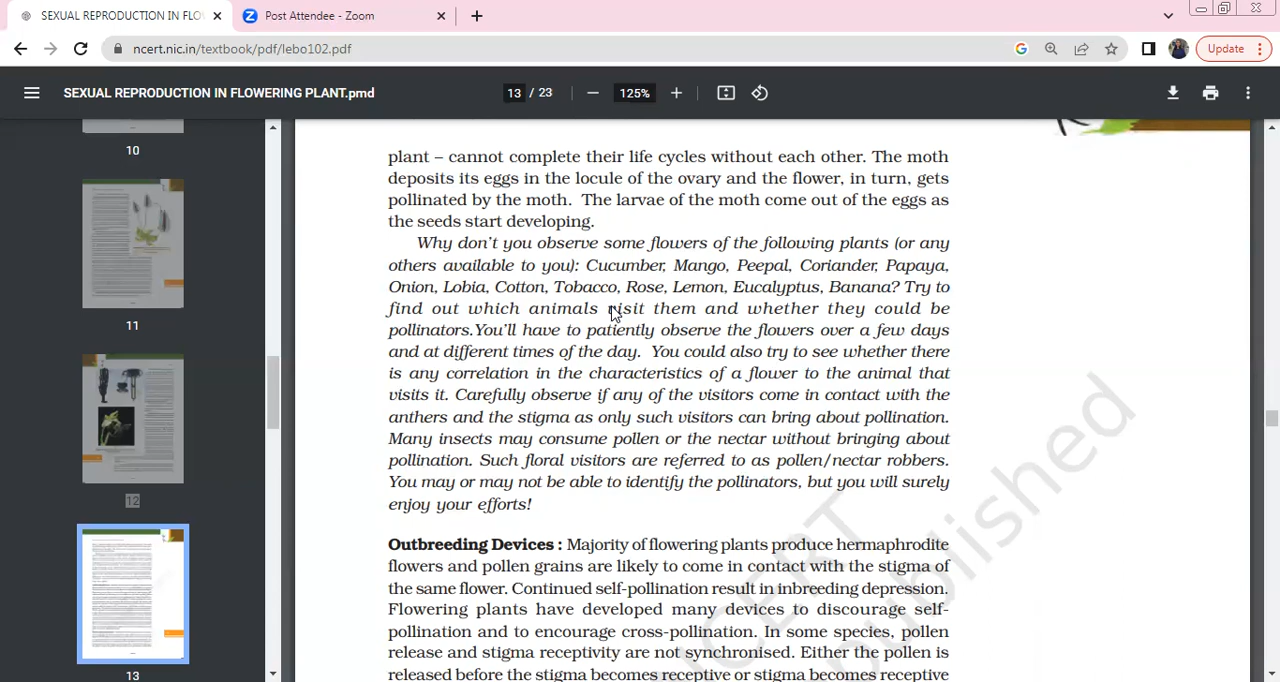 SEXUAL REPRODUCTION IN FLO
Post Attendee - Zoom
ncert.nic.in/textbook/pdf/lebo102.pdf
Update
SEXUAL REPRODUCTION IN FLOWERING PLANT.pmd
13 / 23
125%
10
11
12
13
plant – cannot complete their life cycles without each other. The moth
deposits its eggs in the locule of the ovary and the flower, in turn, gets
pollinated by the moth. The larvae of the moth come out of the eggs as
the seeds start developing.
Why don't you observe some flowers of the following plants (or any
others available to you): Cucumber, Mango, Peepal, Coriander, Papaya,
Onion, Lobia, Cotton, Tobacco, Rose, Lemon, Eucalyptus, Banana? Try to
find out which animals visit them and whether they could be
pollinators.You'll have to patiently observe the flowers over a few days
and at different times of the day. You could also try to see whether there
is any correlation in the characteristics of a flower to the animal that
visits it. Carefully observe if any of the visitors come in contact with the
anthers and the stigma as only such visitors can bring about pollination.
Many insects may consume pollen or the nectar without bringing about
pollination. Such floral visitors are referred to as pollen/nectar robbers.
You may or may not be able to identify the pollinators, but you will surely
enjoy your efforts!
Outbreeding Devices : Majority of flowering plants produce hermaphrodite
flowers and pollen grains are likely to come in contact with the stigma of
the same flower. Continued self-pollination result in inbreeding depression.
Flowering plants have developed many devices to discourage self-
pollination and to encourage cross-pollination. In some species, pollen
release and stigma receptivity are not synchronised. Either the pollen is
released before the stigma becomes receptive or stigma becomes receptive